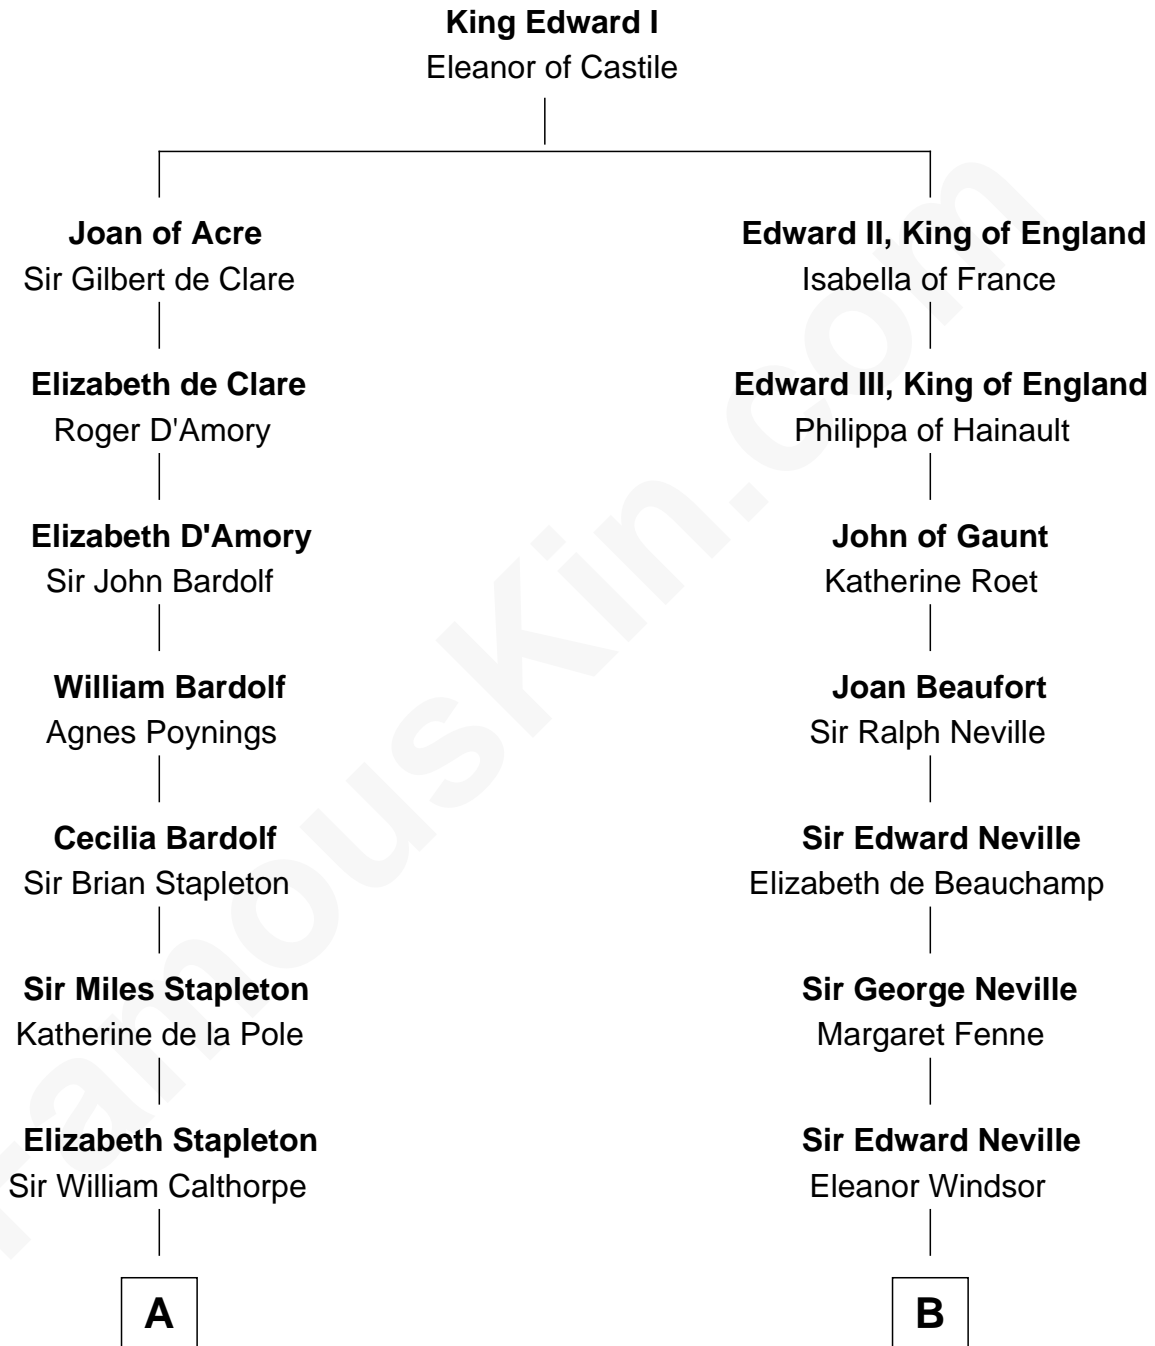 King Edward I
Eleanor of Castile
Joan of Acre
Sir Gilbert de Clare
Edward II, King of England
Isabella of France
Elizabeth de Clare
Roger D'Amory
Edward III, King of England
Philippa of Hainault
Elizabeth D'Amory
Sir John Bardolf
John of Gaunt
Katherine Roet
William Bardolf
Agnes Poynings
Joan Beaufort
Sir Ralph Neville
Cecilia Bardolf
Sir Brian Stapleton
Sir Edward Neville
Elizabeth de Beauchamp
Sir Miles Stapleton
Katherine de la Pole
Sir George Neville
Margaret Fenne
Elizabeth Stapleton
Sir William Calthorpe
Sir Edward Neville
Eleanor Windsor
A
B
FamousKin.com